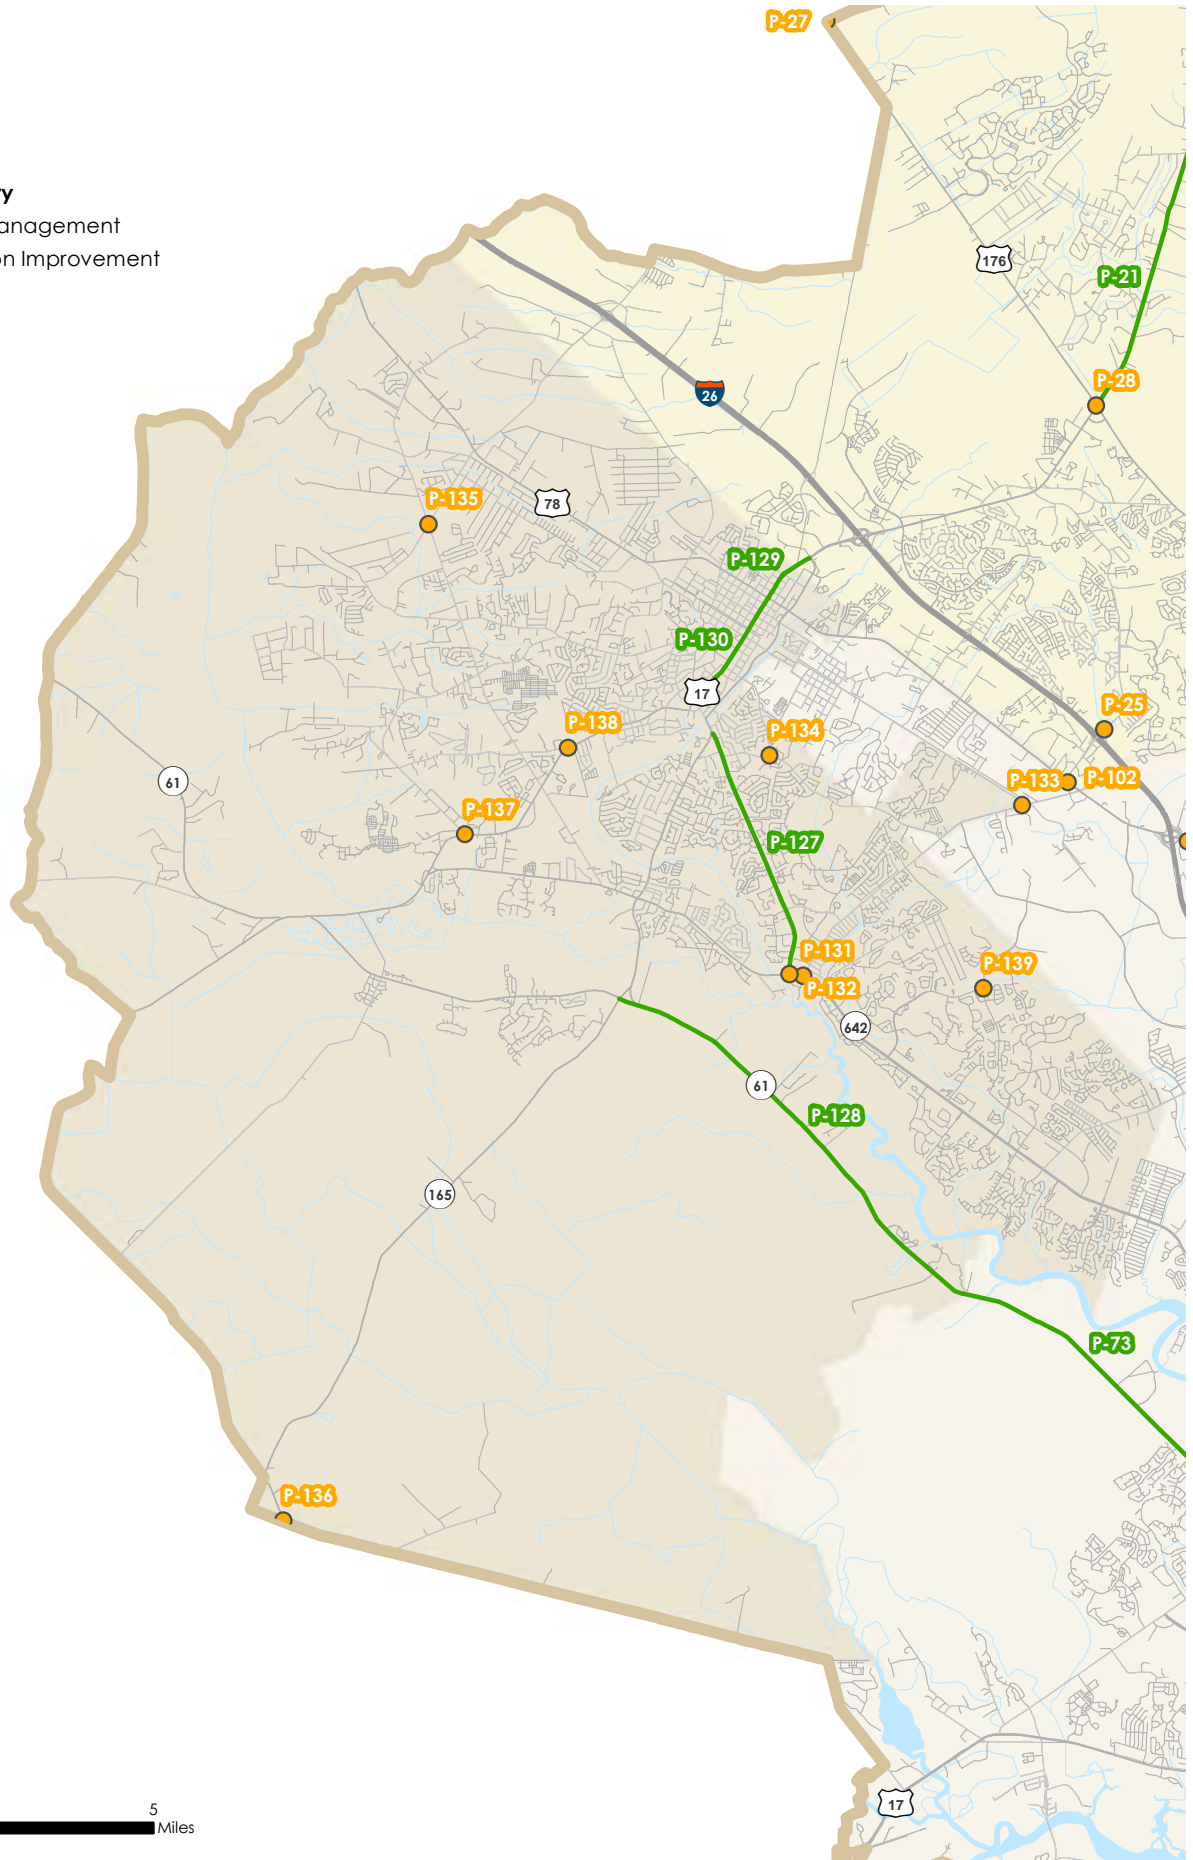 P-27
ry
anagement
on Improvement
176
P-21
P-28
26
P-135
78
P-129
P-130
17
P-25
P-138
P-134
61
P-133
P-102
P-137
P-127
P-131
P-139
P-132
642
61
P-128
165
P-73
P-136
17
5
Miles